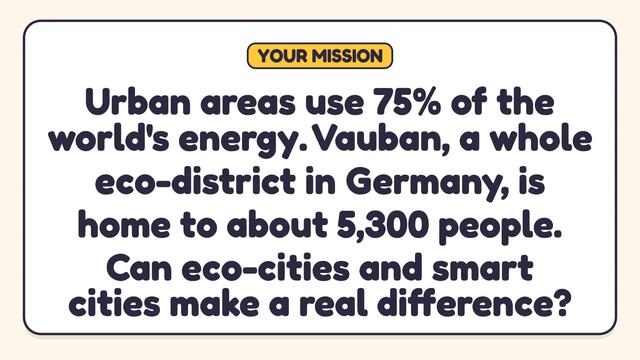 YOUR MISSION
Urban areas use 75% of the
world's energy. Vauban, a whole
eco-district in Germany, is
home to about 5,300 people.
Can eco-cities and smart
cities make a real difference?